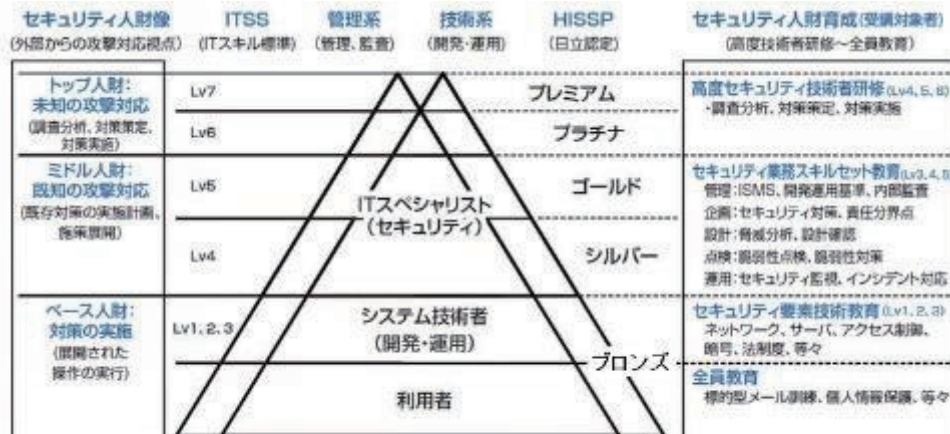 セキュリティ人財像
(外部からの攻撃対応視点)
ITSS
(ITスキル標準)
管理系
(管理、監査)
技術系
(開発・運用)
HISSP
(日立認定)
セキュリティ人財育成(受講対象者)
(高度技術者研修～全員教育)
トップ人財:
未知の攻撃対応
(調査分析、対策策定、
対策実施)
Lv7
Lv6
プレミアム
プラチナ
高度セキュリティ技術者研修(Lv4, 5, 6)
・調査分析、対策策定、対策実施
ミドル人財:
既知の攻撃対応
(既存対策の実施計画、
施策展開)
Lv5
Lv4
ITスペシャリスト
(セキュリティ)
ゴールド
シルバー
セキュリティ業務スキルセット教育(Lv3, 4, 5)
管理:ISMS、開発運用基準、内部監査
企画:セキュリティ対策、責任分界点
設計:脅威分析、設計確認
点検:脆弱性点検、脆弱性対策
運用:セキュリティ監視、インシデント対応
ベース人財:
対策の実施
(展開された
操作の実行)
Lv1, 2, 3
システム技術者
(開発・運用)
利用者
ブロンズ
セキュリティ要素技術教育(Lv1, 2, 3)
ネットワーク、サーバ、アクセス制御、
暗号、法制度、等々
全員教育
標的型メール訓練、個人情報保護、等々